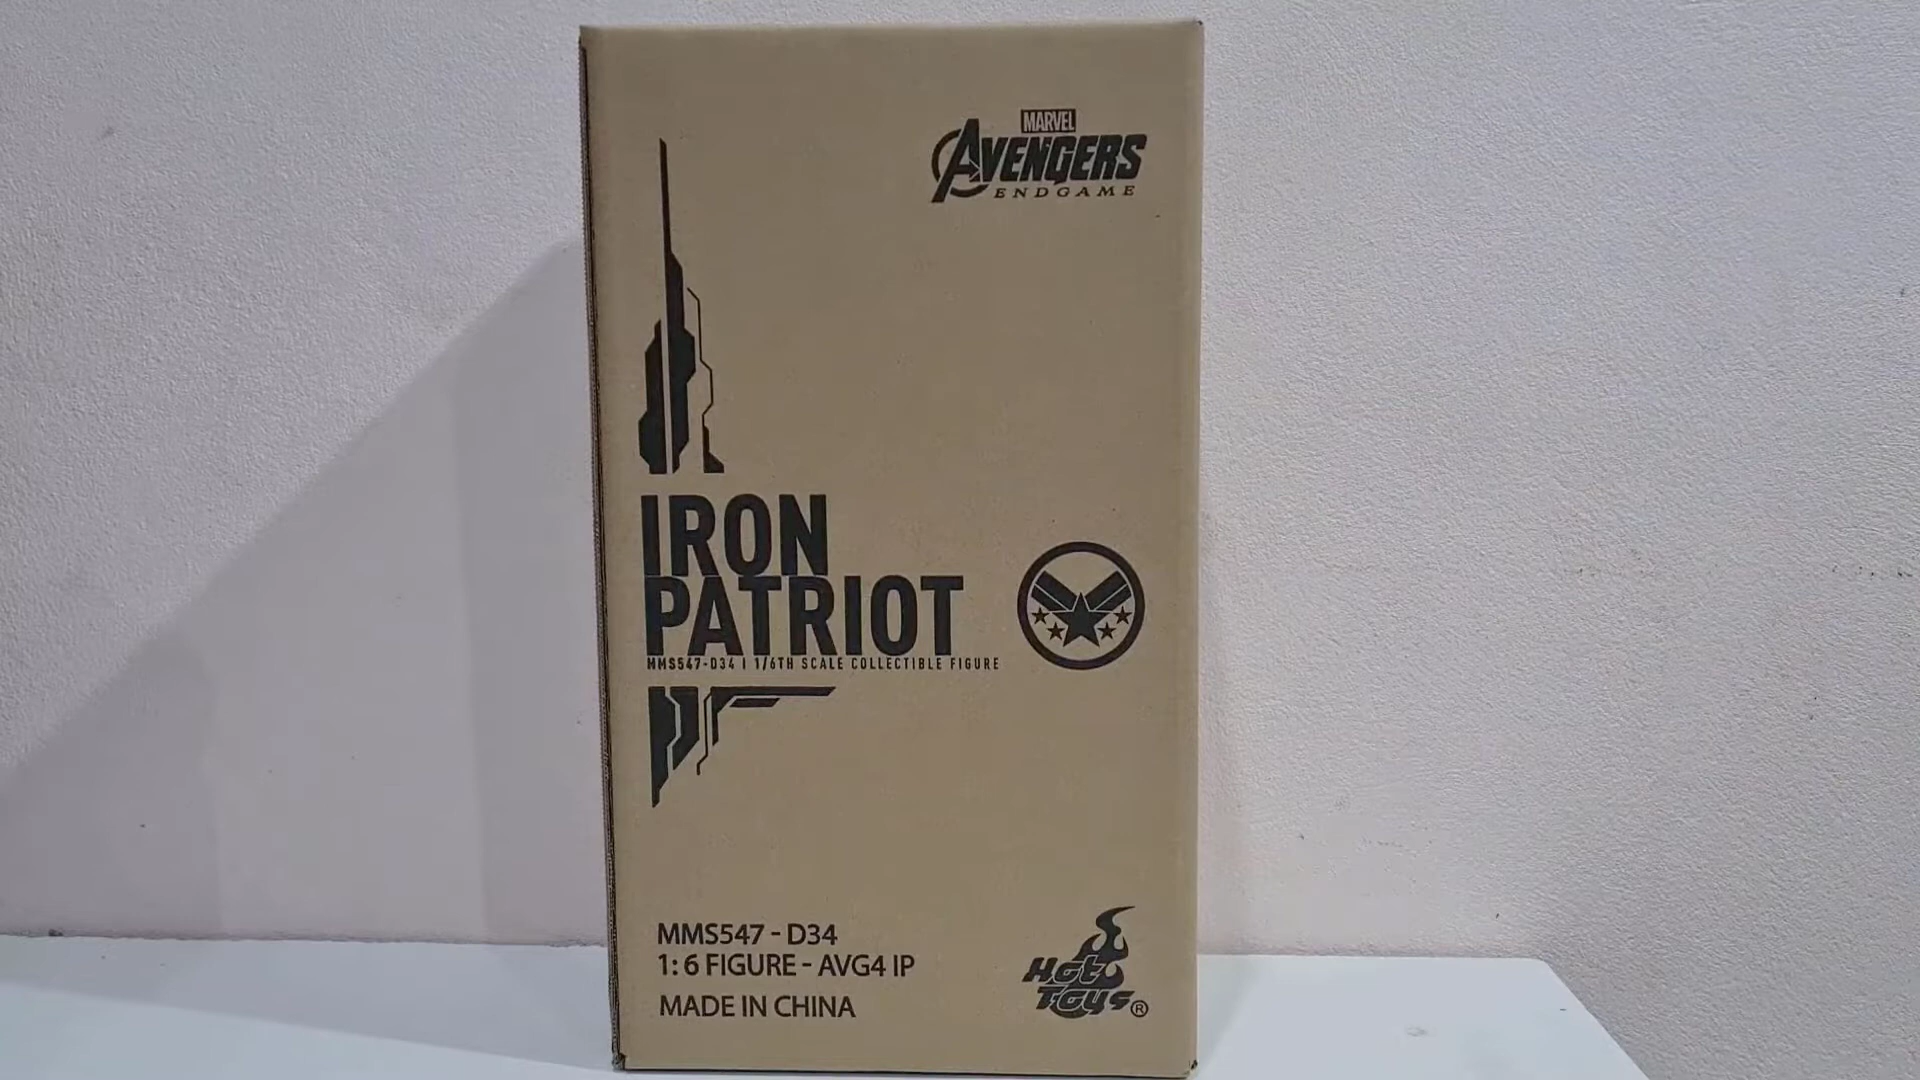 MARVEL
AVENGERS
ENDGAME
IRON
PATRIOT
MMS547-D34 | 1/6TH SCALE COLLECTIBLE FIGURE
MMS547 - D34
1: 6 FIGURE - AVG4 IP
MADE IN CHINA
Hot
Toys®